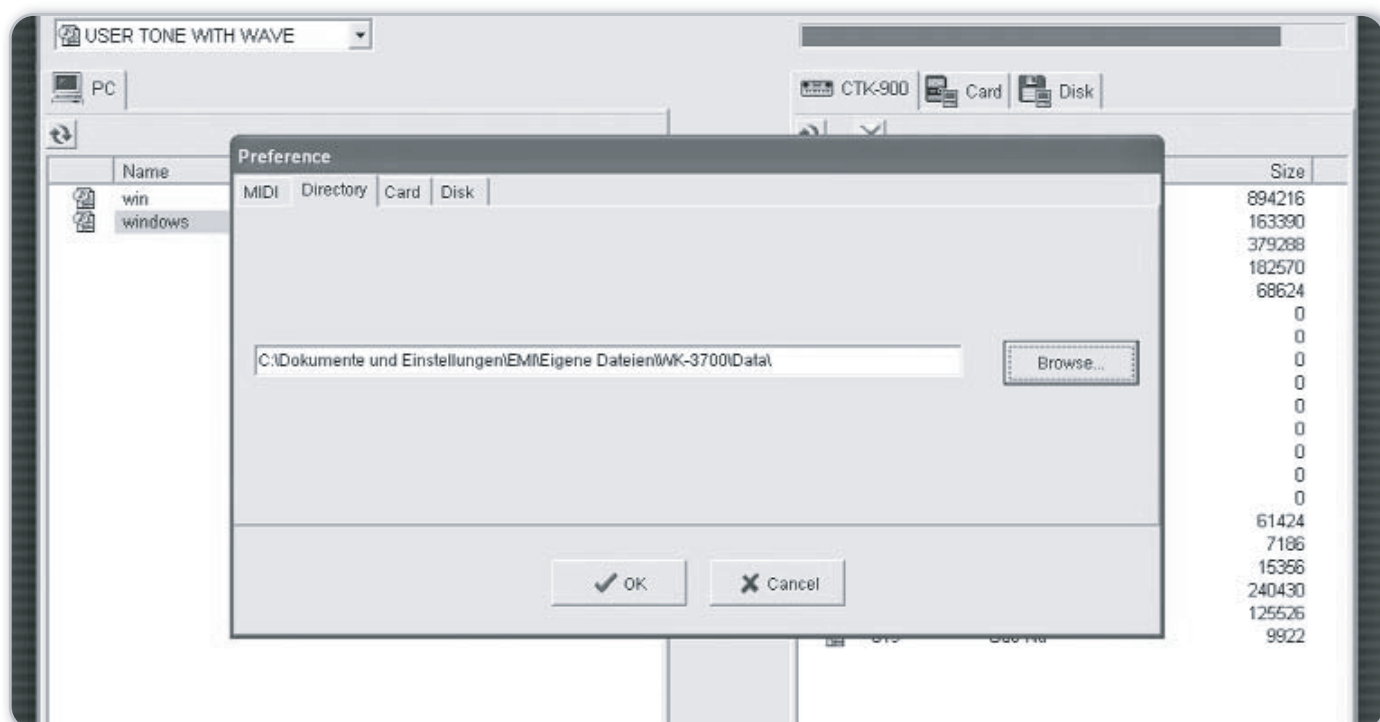 USER TONE WITH WAVE
PC
CTK-900 Card Disk
Name
Size
win
windows
Preference
MIDI Directory Card Disk
C:\Dokumente und Einstellungen\EMI\Eigene Dateien\WK-3700\Data\
Browse...
OK Cancel
894216
163390
379288
182570
68624
0
0
0
0
0
0
0
0
0
61424
7186
15356
240430
125526
9922